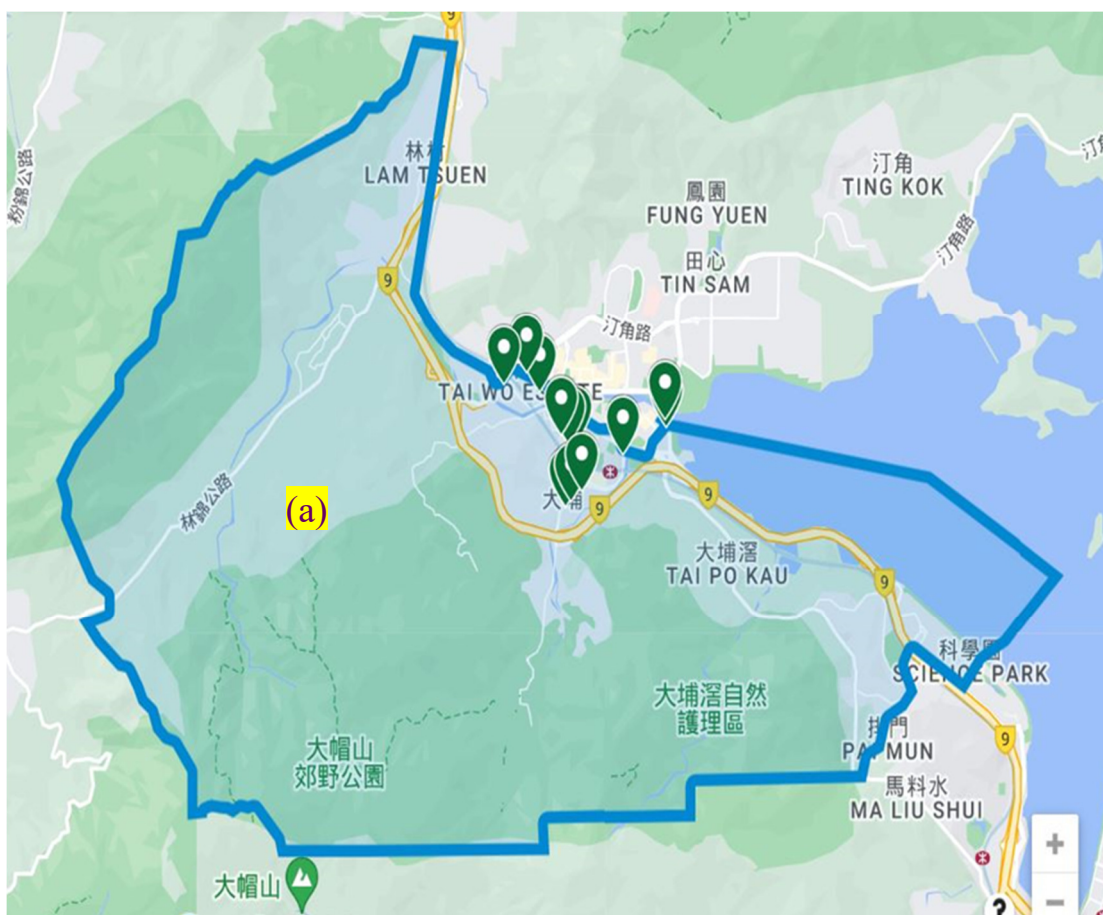 9
粉錦公路
林村
LAM TSUEN
汀角
TING KOK
汀角路
鳳園
FUNG YUEN
田心
TIN SAM
9
汀角路
TAI WO ES TE
林錦公路
(a)
大埔
9
9
大埔滘
TAI PO KAU
9
科學園
SCIENCE PARK
大埔滘自然
護理區
大帽山
郊野公園
掛門
PAI MUN
9
馬料水
MA LIU SHUI
大帽山
+
−
?